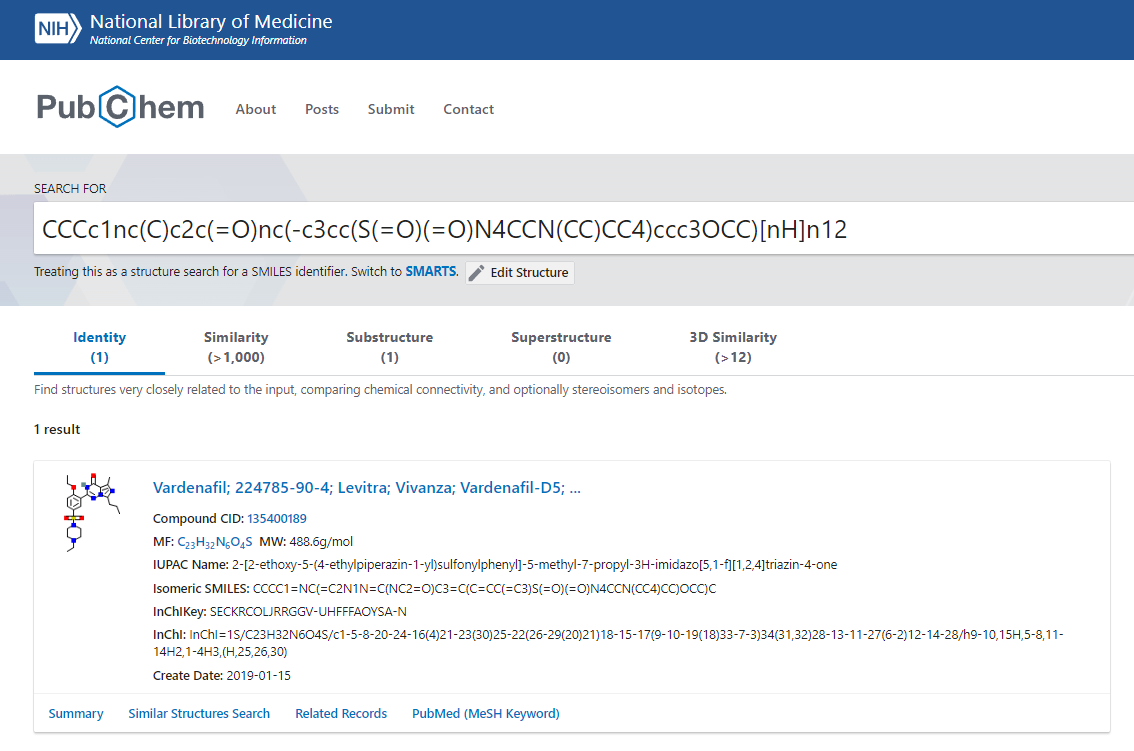 NIH
National Library of Medicine
National Center for Biotechnology Information
PubChem
About Posts Submit Contact
SEARCH FOR
CCCc1nc(C)c2c(=O)nc(-c3cc(S(=O)(=O)N4CCN(CC)CC4)ccc3OCC)[nH]n12
Treating this as a structure search for a SMILES identifier. Switch to SMARTS. Edit Structure
Identity Similarity Substructure Superstructure 3D Similarity
(1) (>1,000) (1) (0) (>12)
Find structures very closely related to the input, comparing chemical connectivity, and optionally stereoisomers and isotopes.
1 result
Vardenafil; 224785-90-4; Levitra; Vivanza; Vardenafil-D5; ...
Compound CID: 135400189
MF: C23H32N6O4S MW: 488.6g/mol
IUPAC Name: 2-[2-ethoxy-5-(4-ethylpiperazin-1-yl)sulfonylphenyl]-5-methyl-7-propyl-3H-imidazo[5,1-f][1,2,4]triazin-4-one
Isomeric SMILES: CCCC1=NC(=C2N1N=C(NC2=O)C3=C(C=CC(=C3)S(=O)(=O)N4CCN(CC4)CC)OCC)C
InChIKey: SECKRCOLJRRGGV-UHFFFAOYSA-N
InChI: InChI=1S/C23H32N6O4S/c1-5-8-20-24-16(4)21-23(30)25-22(26-29(20)21)18-15-17(9-10-19(18)33-7-3)34(31,32)28-13-11-27(6-2)12-14-28/h9-10,15H,5-8,11-
14H2,1-4H3,(H,25,26,30)
Create Date: 2019-01-15
Summary Similar Structures Search Related Records PubMed (MeSH Keyword)